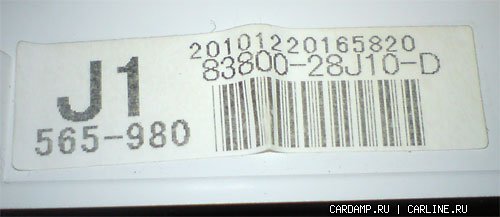 20101220165820
83800-28J10-D
J1
565-980
CARDAMP.RU | CARLINE.RU